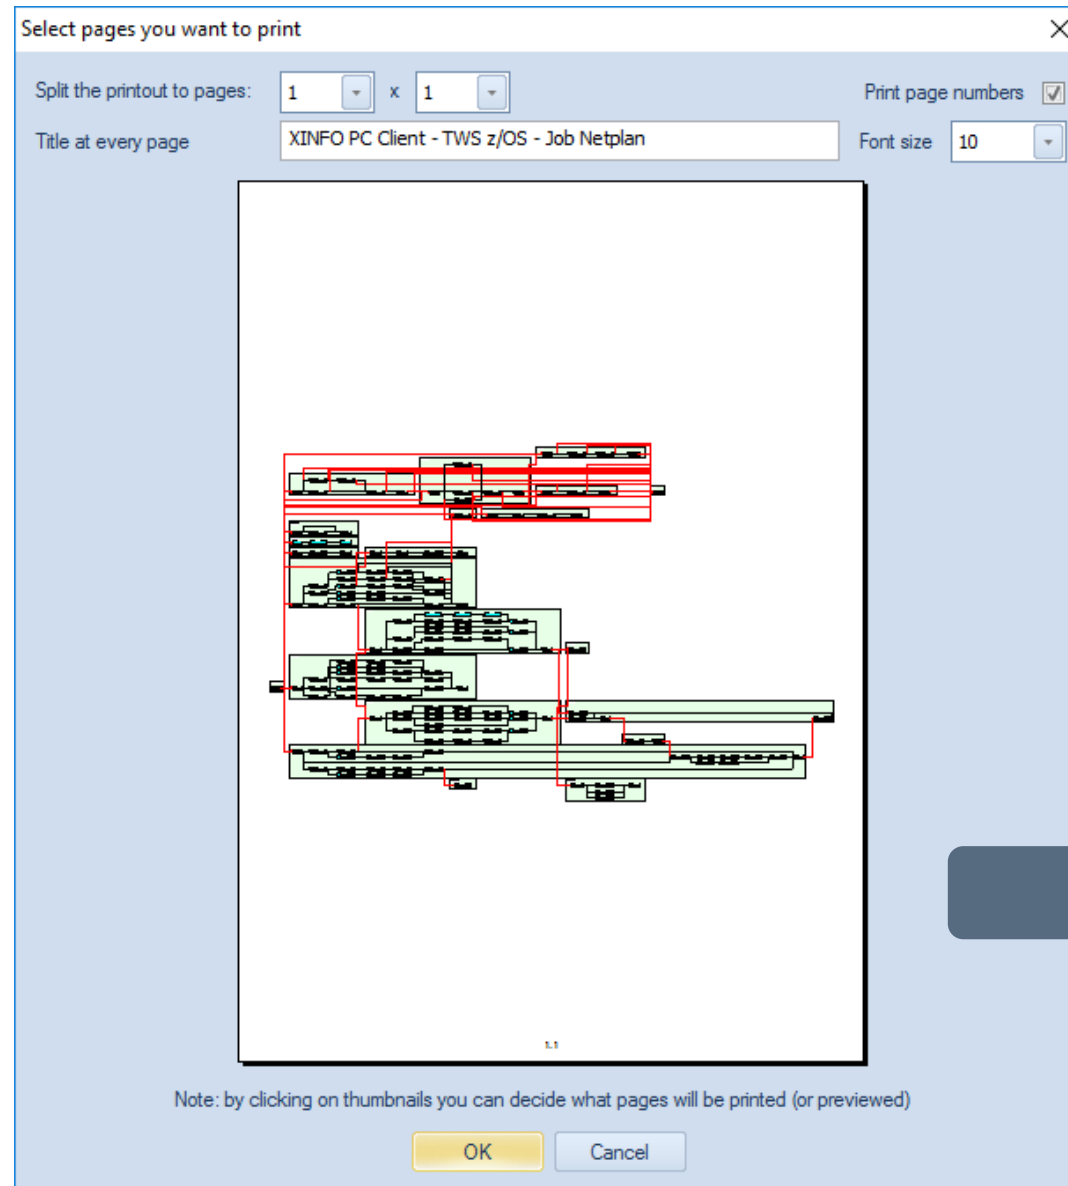 Select pages you want to print
Split the printout to pages: 1 x 1 Print page numbers
Title at every page XINFO PC Client - TWS z/OS - Job Netplan Font size 10
1.1
Note: by clicking on thumbnails you can decide what pages will be printed (or previewed)
OK Cancel